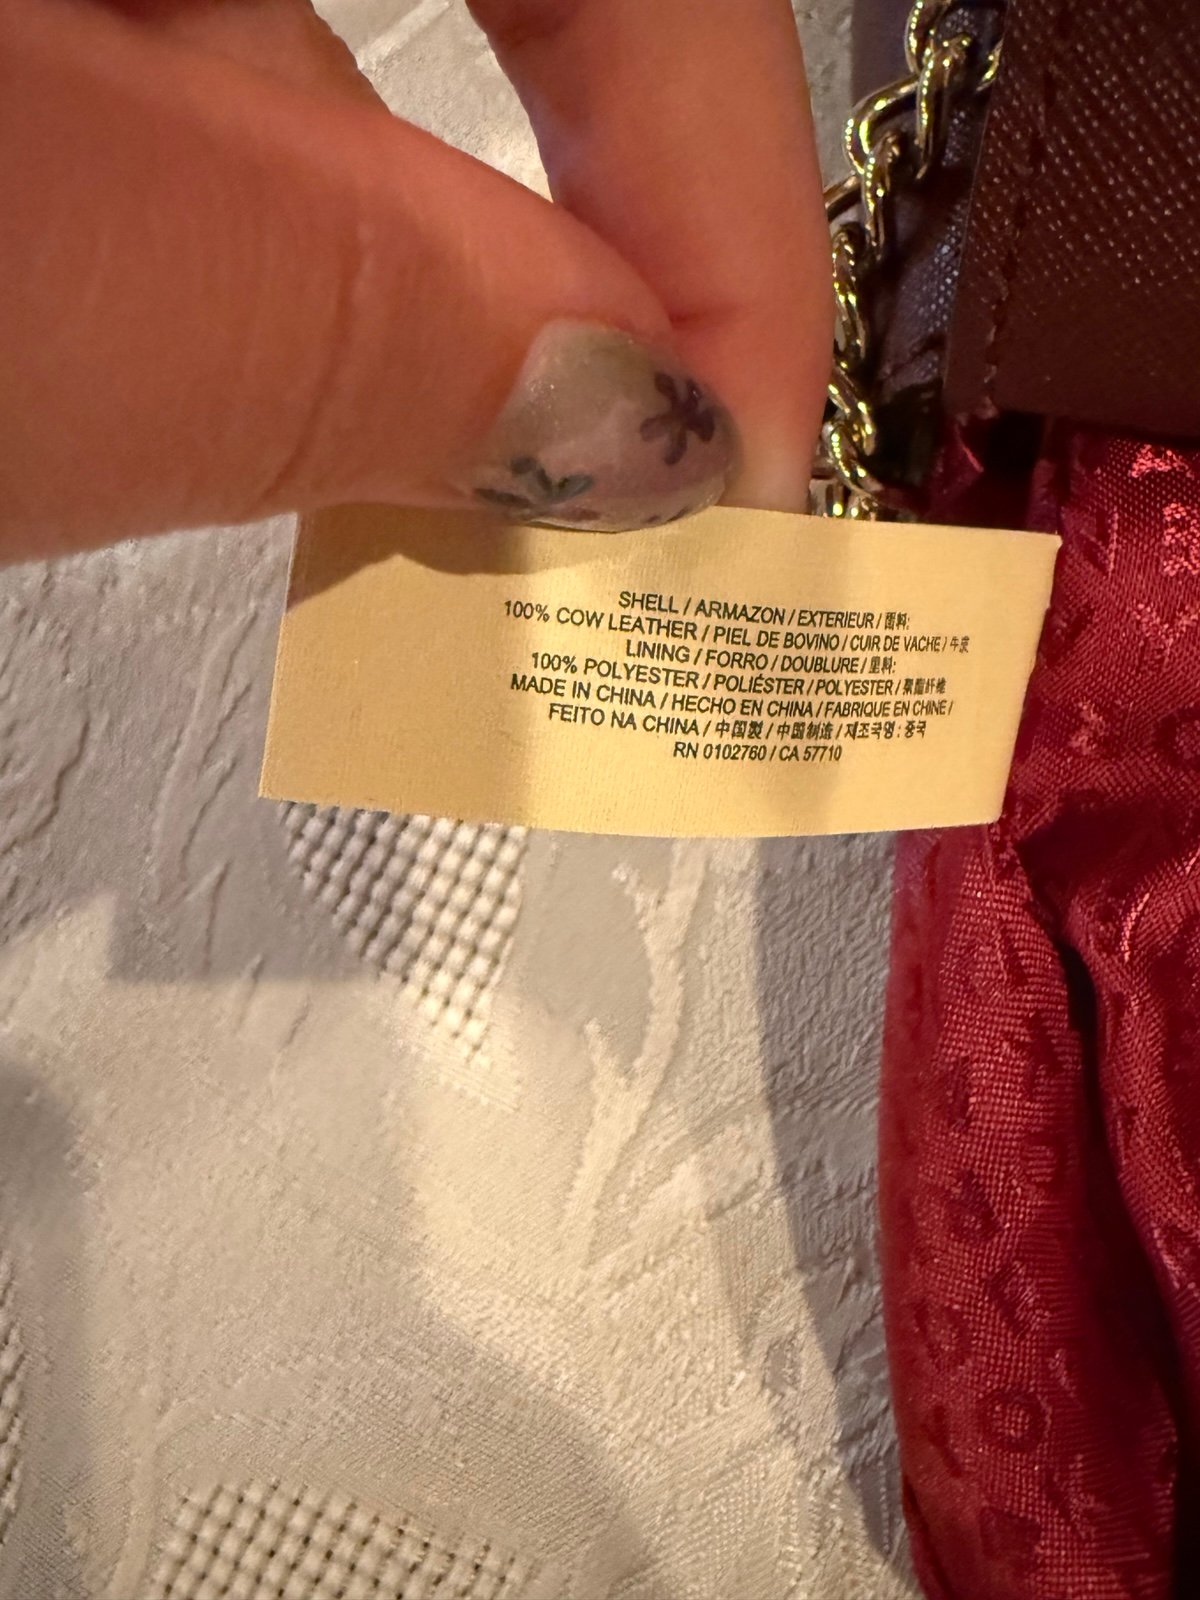 SHELL / ARMAZON / EXTERIEUR / 面料:
100% COW LEATHER / PIEL DE BOVINO / CUIR DE VACHE / 牛皮
LINING / FORRO / DOUBLURE / 里料:
100% POLYESTER / POLIÉSTER / POLYESTER / 聚酯纤维
MADE IN CHINA / HECHO EN CHINA / FABRIQUE EN CHINE /
FEITO NA CHINA / 中国製 / 中国制造 / 제조국명 : 중국
RN 0102760 / CA 57710